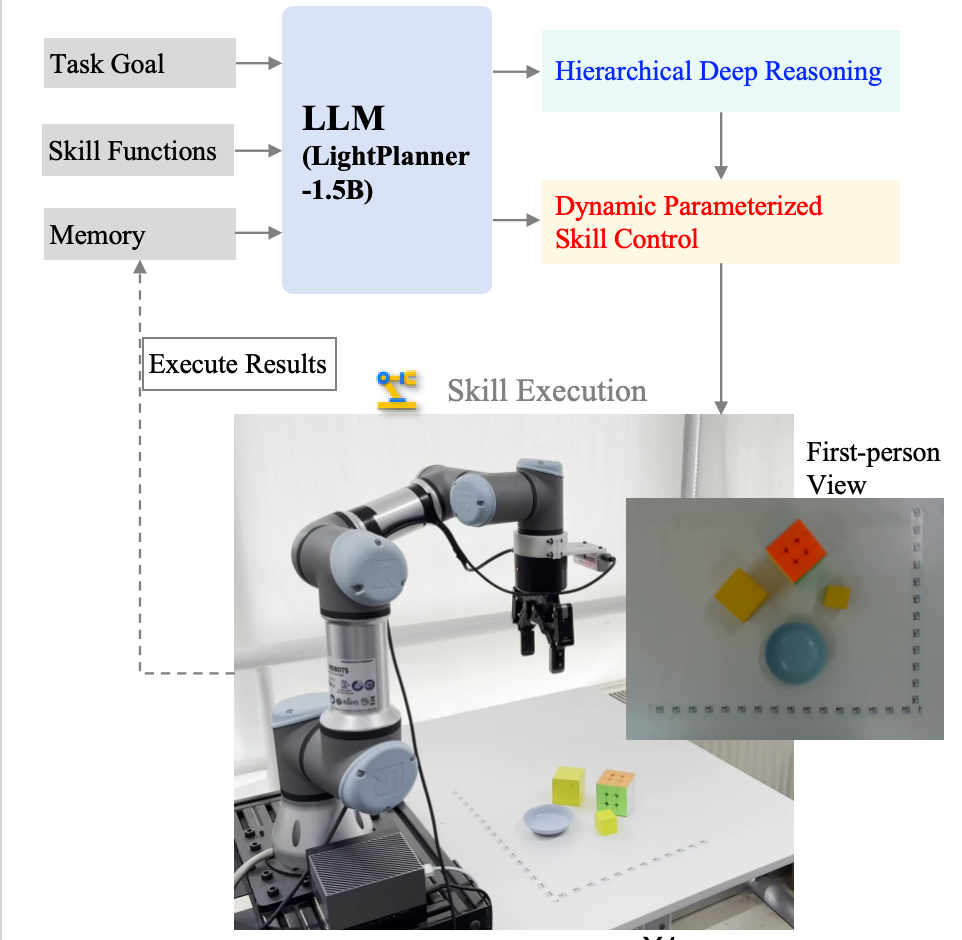 Task Goal
Skill Functions
Memory
LLM
(LightPlanner
-1.5B)
Hierarchical Deep Reasoning
Dynamic Parameterized
Skill Control
Execute Results
Skill Execution
First-person
View